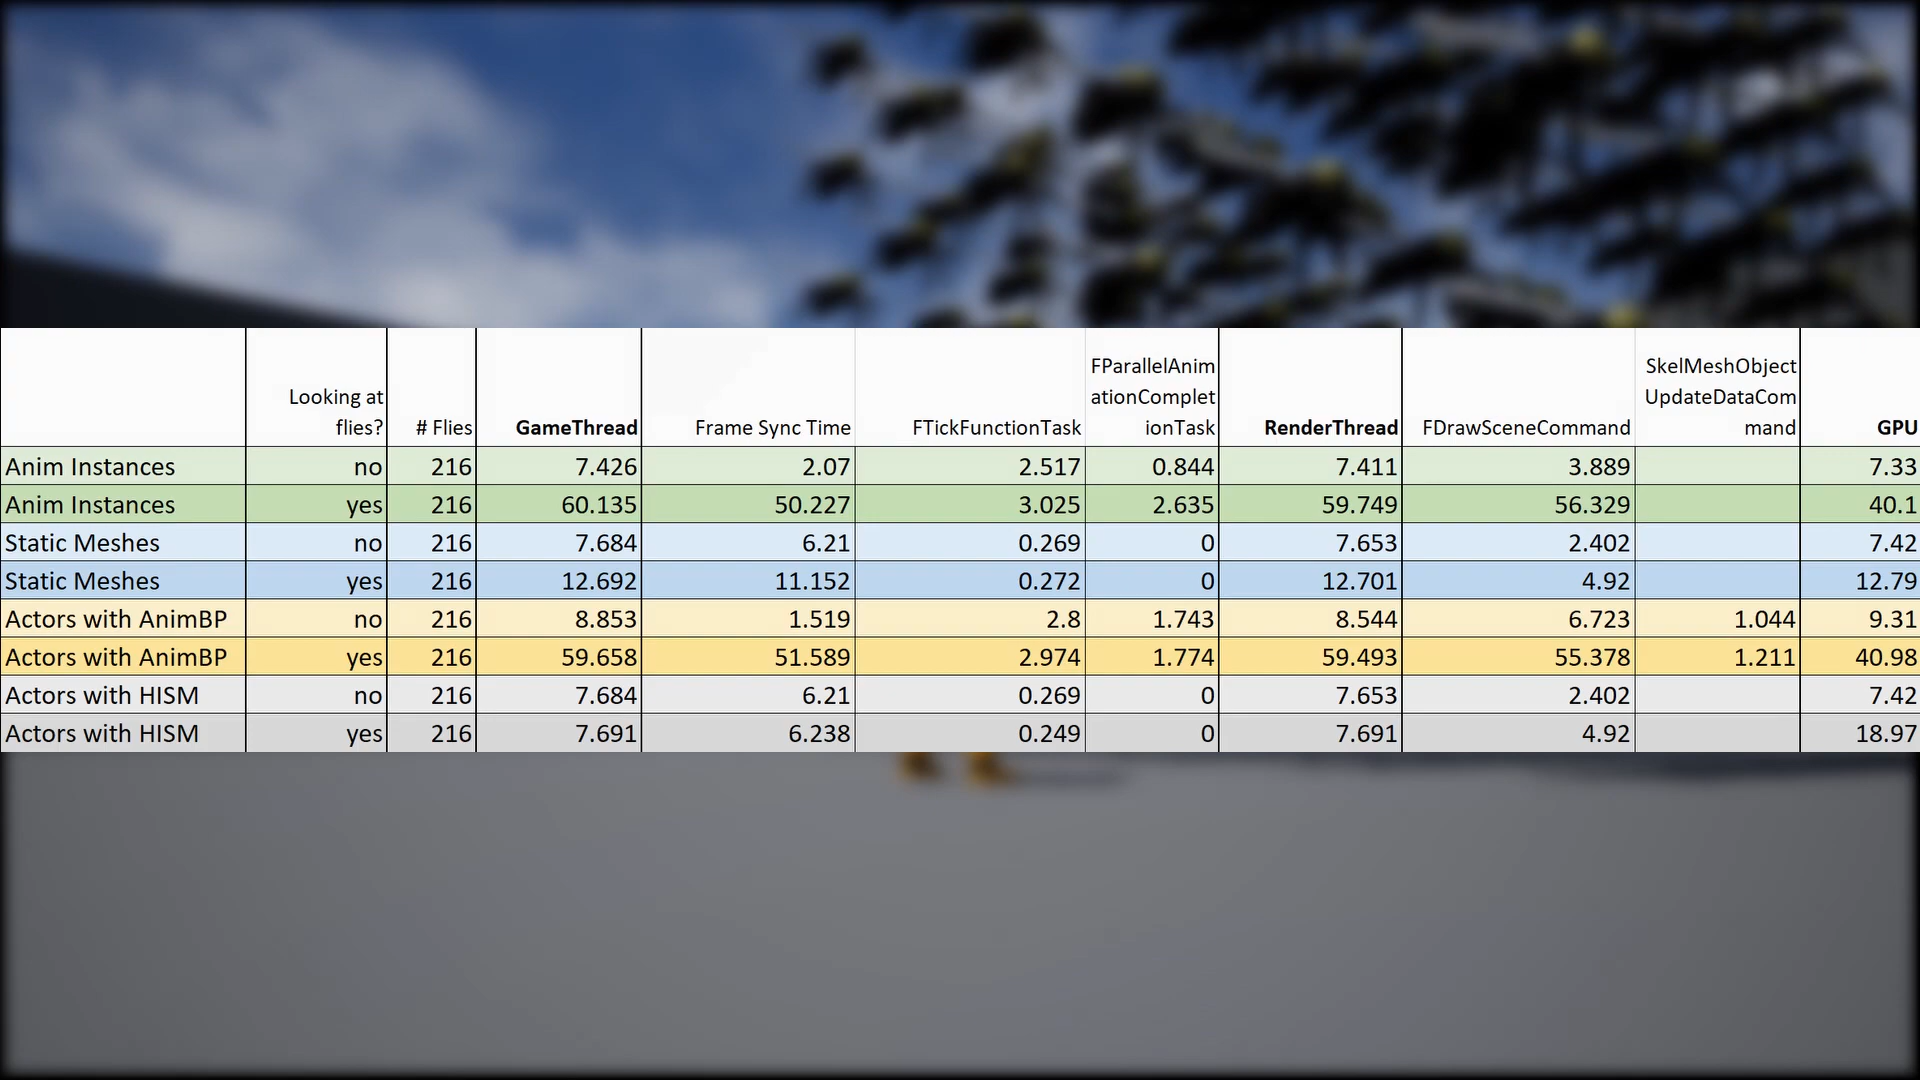 Looking at flies? # Flies GameThread Frame Sync Time FTickFunctionTask FParallelAnimationCompletionTask RenderThread FDrawSceneCommand SkelMeshObjectUpdateDataCommand GPU
Anim Instances no 216 7.426 2.07 2.517 0.844 7.411 3.889 7.33
Anim Instances yes 216 60.135 50.227 3.025 2.635 59.749 56.329 40.1
Static Meshes no 216 7.684 6.21 0.269 0 7.653 2.402 7.42
Static Meshes yes 216 12.692 11.152 0.272 0 12.701 4.92 12.79
Actors with AnimBP no 216 8.853 1.519 2.8 1.743 8.544 6.723 1.044 9.31
Actors with AnimBP yes 216 59.658 51.589 2.974 1.774 59.493 55.378 1.211 40.98
Actors with HISM no 216 7.684 6.21 0.269 0 7.653 2.402 7.42
Actors with HISM yes 216 7.691 6.238 0.249 0 7.691 4.92 18.97